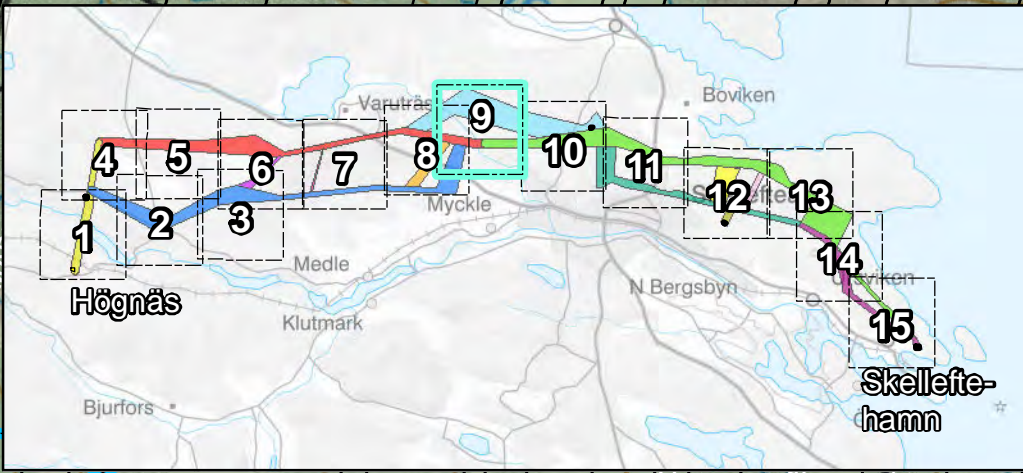 Boviken
Varuträs
9
4
5
6
7
8
10
11
12
13
1
2
3
Myckle
14
Medle
N Bergsbyn
Högnäs
Klutmark
15
Skellefte-
hamn
Bjurfors